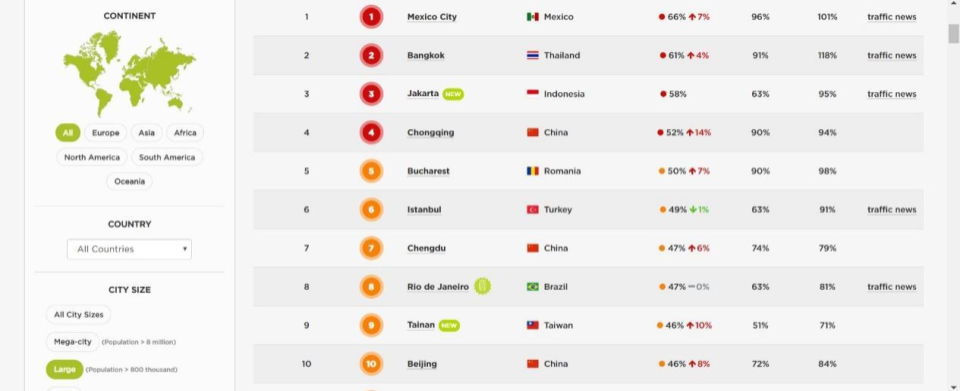 CONTINENT
All Europe Asia Africa
North America South America
Oceania
COUNTRY
All Countries
CITY SIZE
All City Sizes
Mega-city (Population > 8 million)
Large (Population > 800 thousand)
1 1 Mexico City Mexico 66% 7% 96% 101% traffic news
2 2 Bangkok Thailand 61% 4% 91% 118% traffic news
3 3 Jakarta NEW Indonesia 58% 63% 95% traffic news
4 4 Chongqing China 52% 14% 90% 94%
5 5 Bucharest Romania 50% 7% 90% 98%
6 6 Istanbul Turkey 49% 1% 63% 91% traffic news
7 7 Chengdu China 47% 6% 74% 79%
8 8 Rio de Janeiro Brazil 47% 0% 63% 81% traffic news
9 9 Tainan NEW Taiwan 46% 10% 51% 71%
10 10 Beijing China 46% 8% 72% 84%